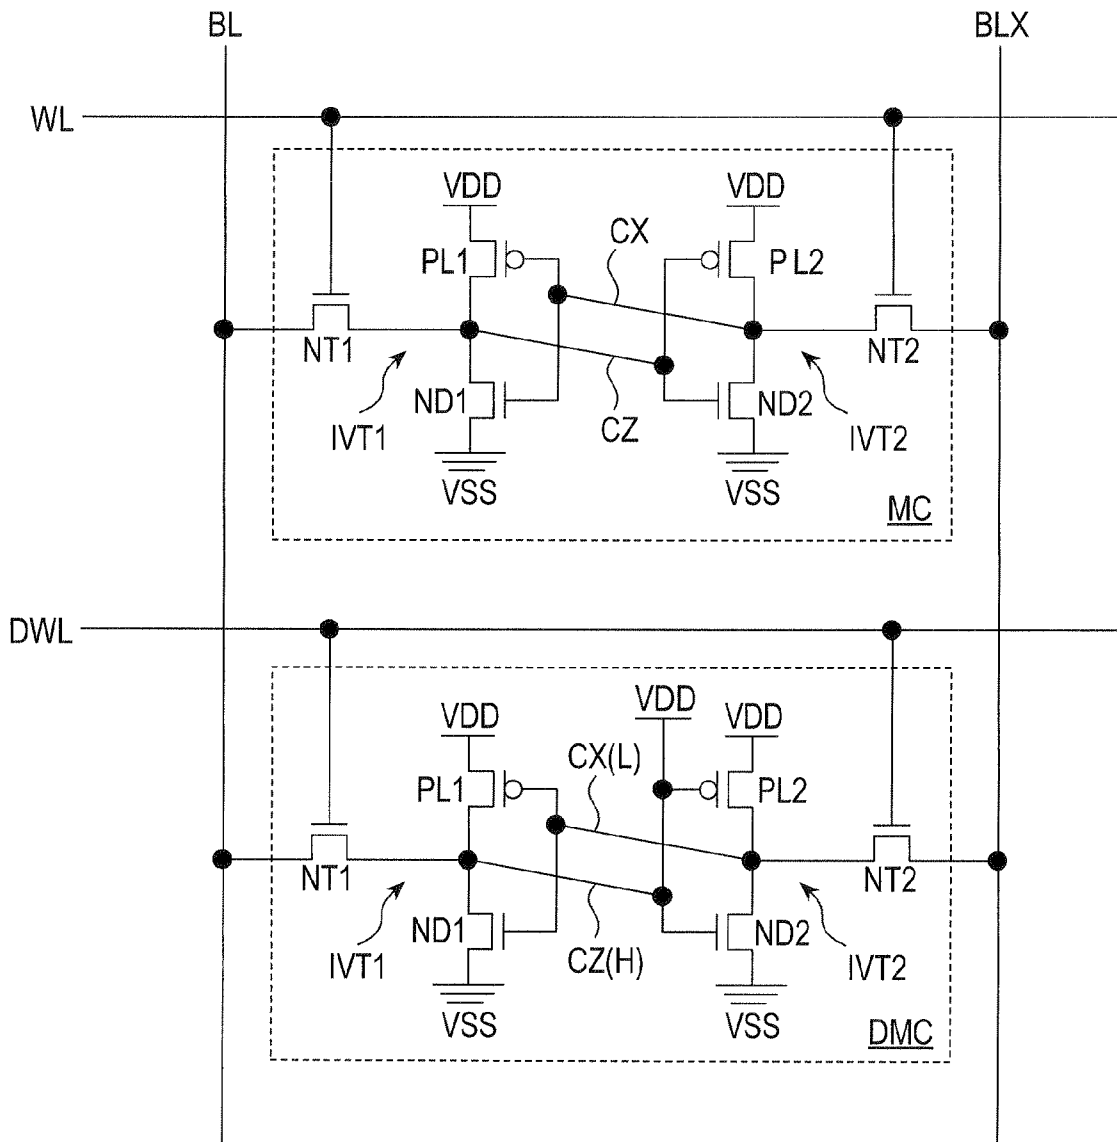 BL BLX
WL
VDD VDD
CX
PL1 PL2
NT1 NT2
ND1 ND2
IVT1 CZ IVT2
VSS VSS
MC
DWL
VDD
VDD VDD
CX(L)
PL1 PL2
NT1 NT2
ND1 ND2
IVT1 CZ(H) IVT2
VSS VSS
DMC